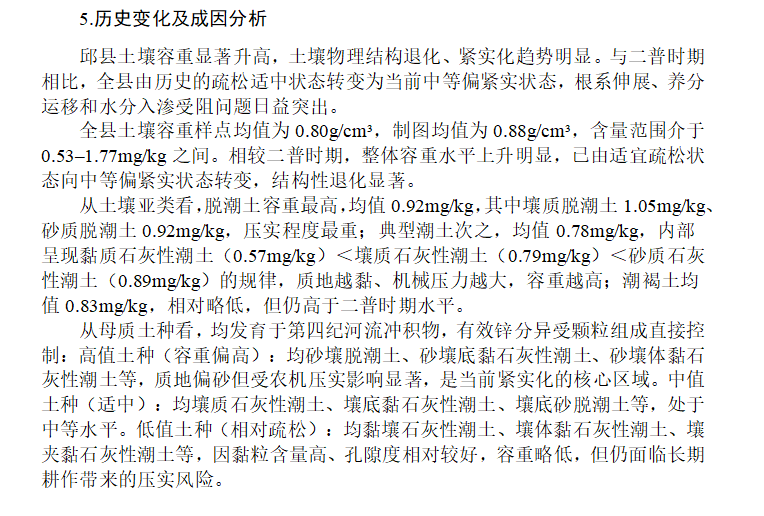 5.历史变化及成因分析
邱县土壤容重显著升高，土壤物理结构退化、紧实化趋势明显。与二普时期
相比，全县由历史的疏松适中状态转变为当前中等偏紧实状态，根系伸展、养分
运移和水分入渗受阻问题日益突出。
全县土壤容重样点均值为 0.80g/cm³，制图均值为 0.88g/cm³，含量范围介于
0.53–1.77mg/kg 之间。相较二普时期，整体容重水平上升明显，已由适宜疏松状
态向中等偏紧实状态转变，结构性退化显著。
从土壤亚类看，脱潮土容重最高，均值 0.92mg/kg，其中壤质脱潮土 1.05mg/kg、
砂质脱潮土 0.92mg/kg，压实程度最重；典型潮土次之，均值 0.78mg/kg，内部
呈现黏质石灰性潮土（0.57mg/kg）＜壤质石灰性潮土（0.79mg/kg）＜砂质石灰
性潮土（0.89mg/kg）的规律，质地越黏、机械压力越大，容重越高；潮褐土均
值 0.83mg/kg，相对略低，但仍高于二普时期水平。
从母质土种看，均发育于第四纪河流冲积物，有效锌分异受颗粒组成直接控
制：高值土种（容重偏高）：均砂壤脱潮土、砂壤底黏石灰性潮土、砂壤体黏石
灰性潮土等，质地偏砂但受农机压实影响显著，是当前紧实化的核心区域。中值
土种（适中）：均壤质石灰性潮土、壤底黏石灰性潮土、壤底砂脱潮土等，处于
中等水平。低值土种（相对疏松）：均黏壤石灰性潮土、壤体黏石灰性潮土、壤
夹黏石灰性潮土等，因黏粒含量高、孔隙度相对较好，容重略低，但仍面临长期
耕作带来的压实风险。